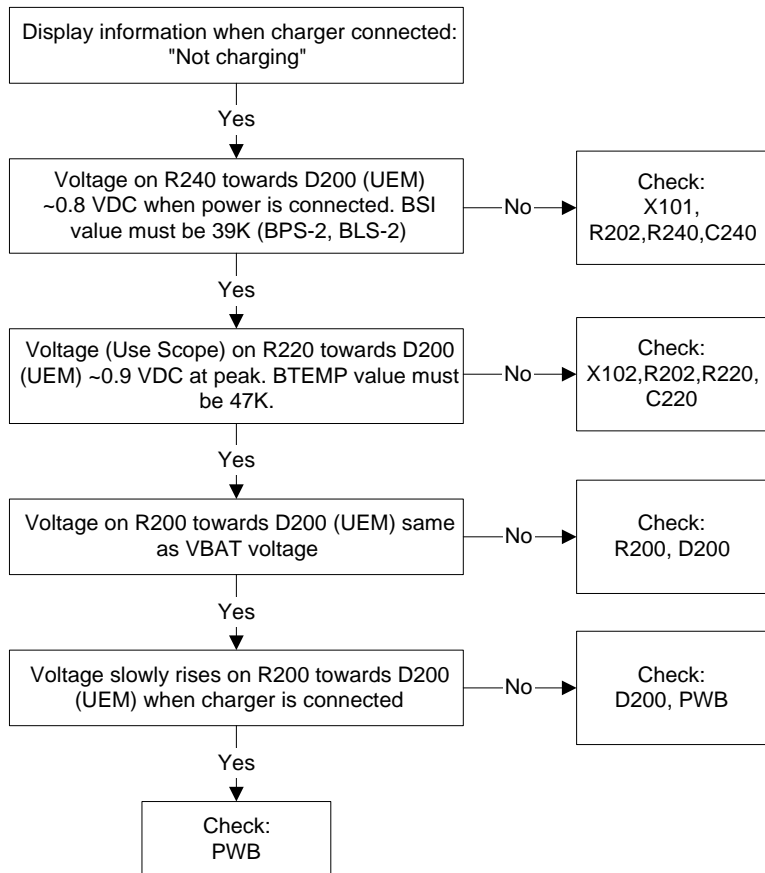 Display information when charger connected:
"Not charging"
Yes
Voltage on R240 towards D200 (UEM)
~0.8 VDC when power is connected. BSI
value must be 39K (BPS-2, BLS-2)
No
Check:
X101,
R202,R240,C240
Yes
Voltage (Use Scope) on R220 towards D200
(UEM) ~0.9 VDC at peak. BTEMP value must
be 47K.
No
Check:
X102,R202,R220,
C220
Yes
Voltage on R200 towards D200 (UEM) same
as VBAT voltage
No
Check:
R200, D200
Yes
Voltage slowly rises on R200 towards D200
(UEM) when charger is connected
No
Check:
D200, PWB
Yes
Check:
PWB